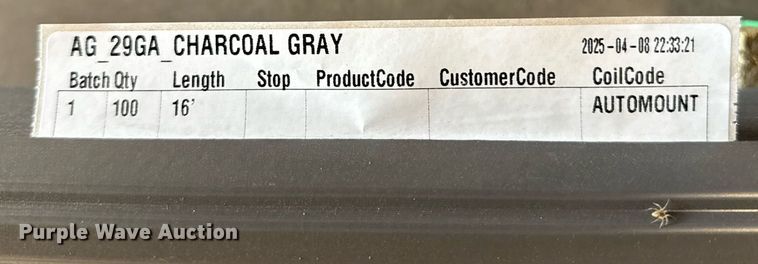 AG_29GA_CHARCOAL GRAY 2025-04-08 22:33:21
Batch Qty Length Stop ProductCode CustomerCode CoilCode
1 100 16' AUTOMOUNT
Purple Wave Auction